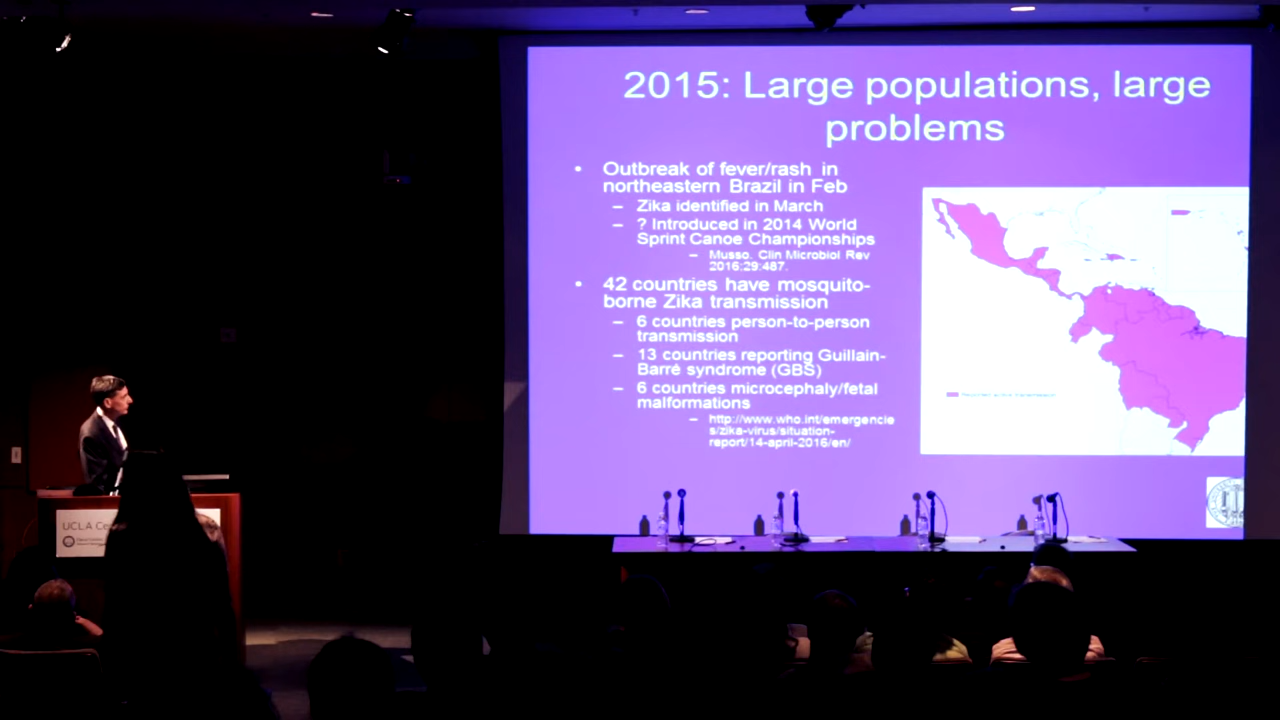 2015: Large populations, large
problems
• Outbreak of fever/rash in
northeastern Brazil in Feb
– Zika identified in March
– ? Introduced in 2014 World
Sprint Canoe Championships
– Musso. Clin Microbiol Rev
2016;29:487.
• 42 countries have mosquito-
borne Zika transmission
– 6 countries person-to-person
transmission
– 13 countries reporting Guillain-
Barré syndrome (GBS)
– 6 countries microcephaly/fetal
malformations
– http://www.who.int/emergencie
s/zika-virus/situation-
report/14-april-2016/en/
UCLA